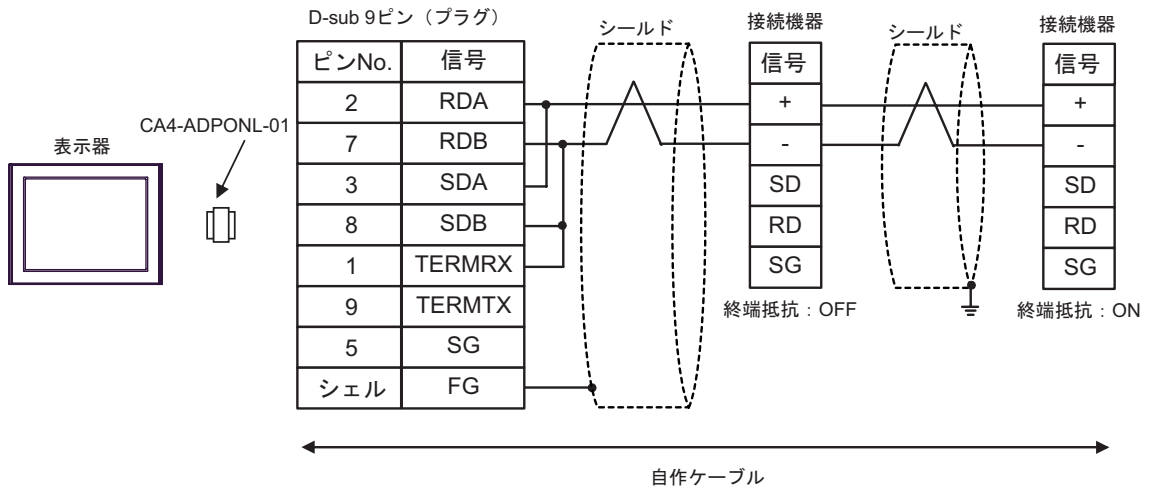 D-sub 9ピン（プラグ）
シールド
接続機器
シールド
接続機器
表示器
CA4-ADPONL-01
ピンNo. 信号
2 RDA
7 RDB
3 SDA
8 SDB
1 TERMRX
9 TERMTX
5 SG
シェル FG
信号
+
-
SD
RD
SG
終端抵抗：OFF
信号
+
-
SD
RD
SG
終端抵抗：ON
自作ケーブル